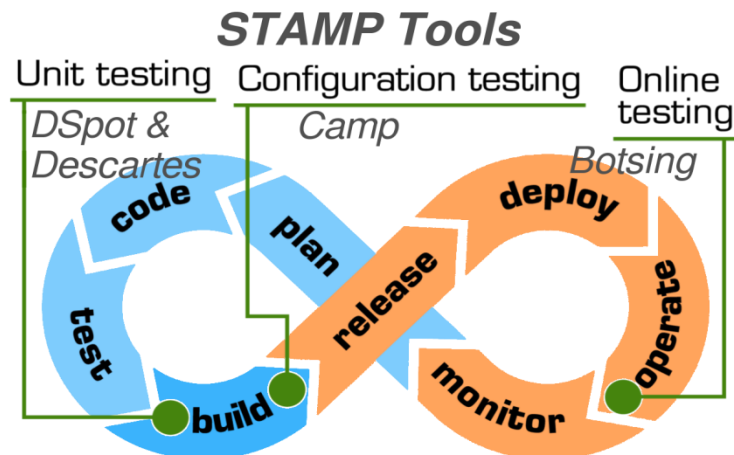 STAMP Tools
Unit testing
Configuration testing
Online
testing
DSpot &
Descartes
Camp
Botsing
code
plan
deploy
test
release
operate
build
monitor